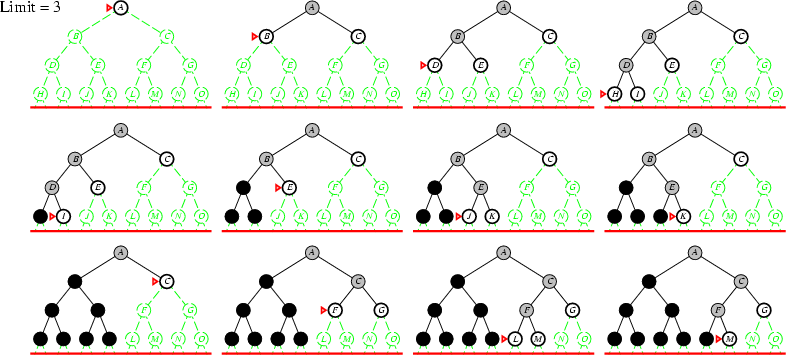 Limit = 3
A A A A
B C B C B C B C
D E F G D E F G D E F G D E F G
H I J K L M N O H I J K L M N O H I J K L M N O H I J K L M N O
A A A A
B C B C B C B C
D E F G E F G E F G E F G
I J K L M N O J K L M N O J K L M N O K L M N O
A A A A
C C C C
F G F G F G F G
L M N O L M N O L M N O M N O